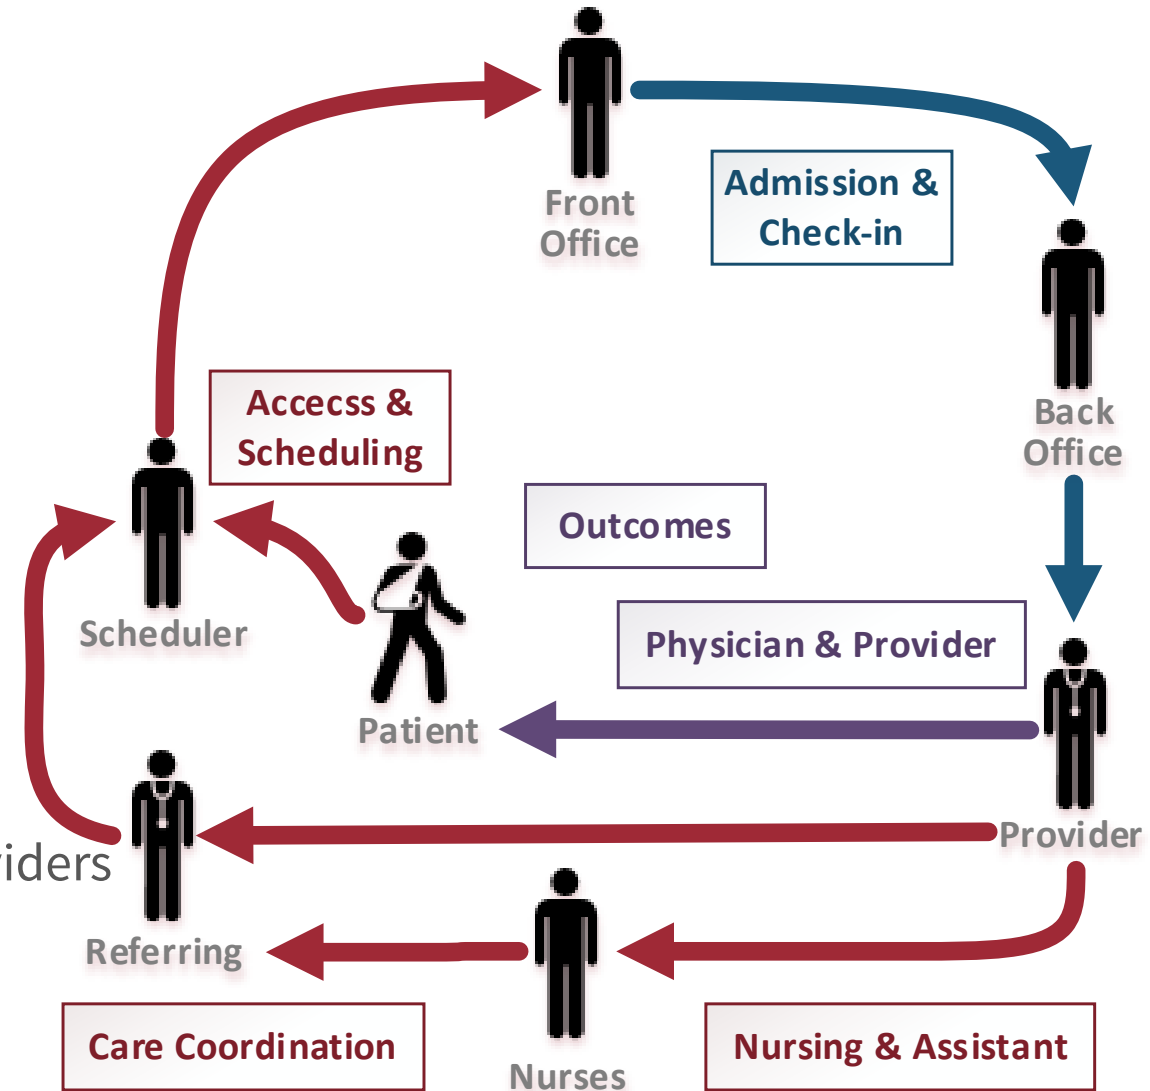 Front
Office
Admission &
Check-in
Back
Office
Accecss &
Scheduling
Outcomes
Scheduler
Physician & Provider
Patient
Provider
viders
Referring
Care Coordination
Nursing & Assistant
Nurses